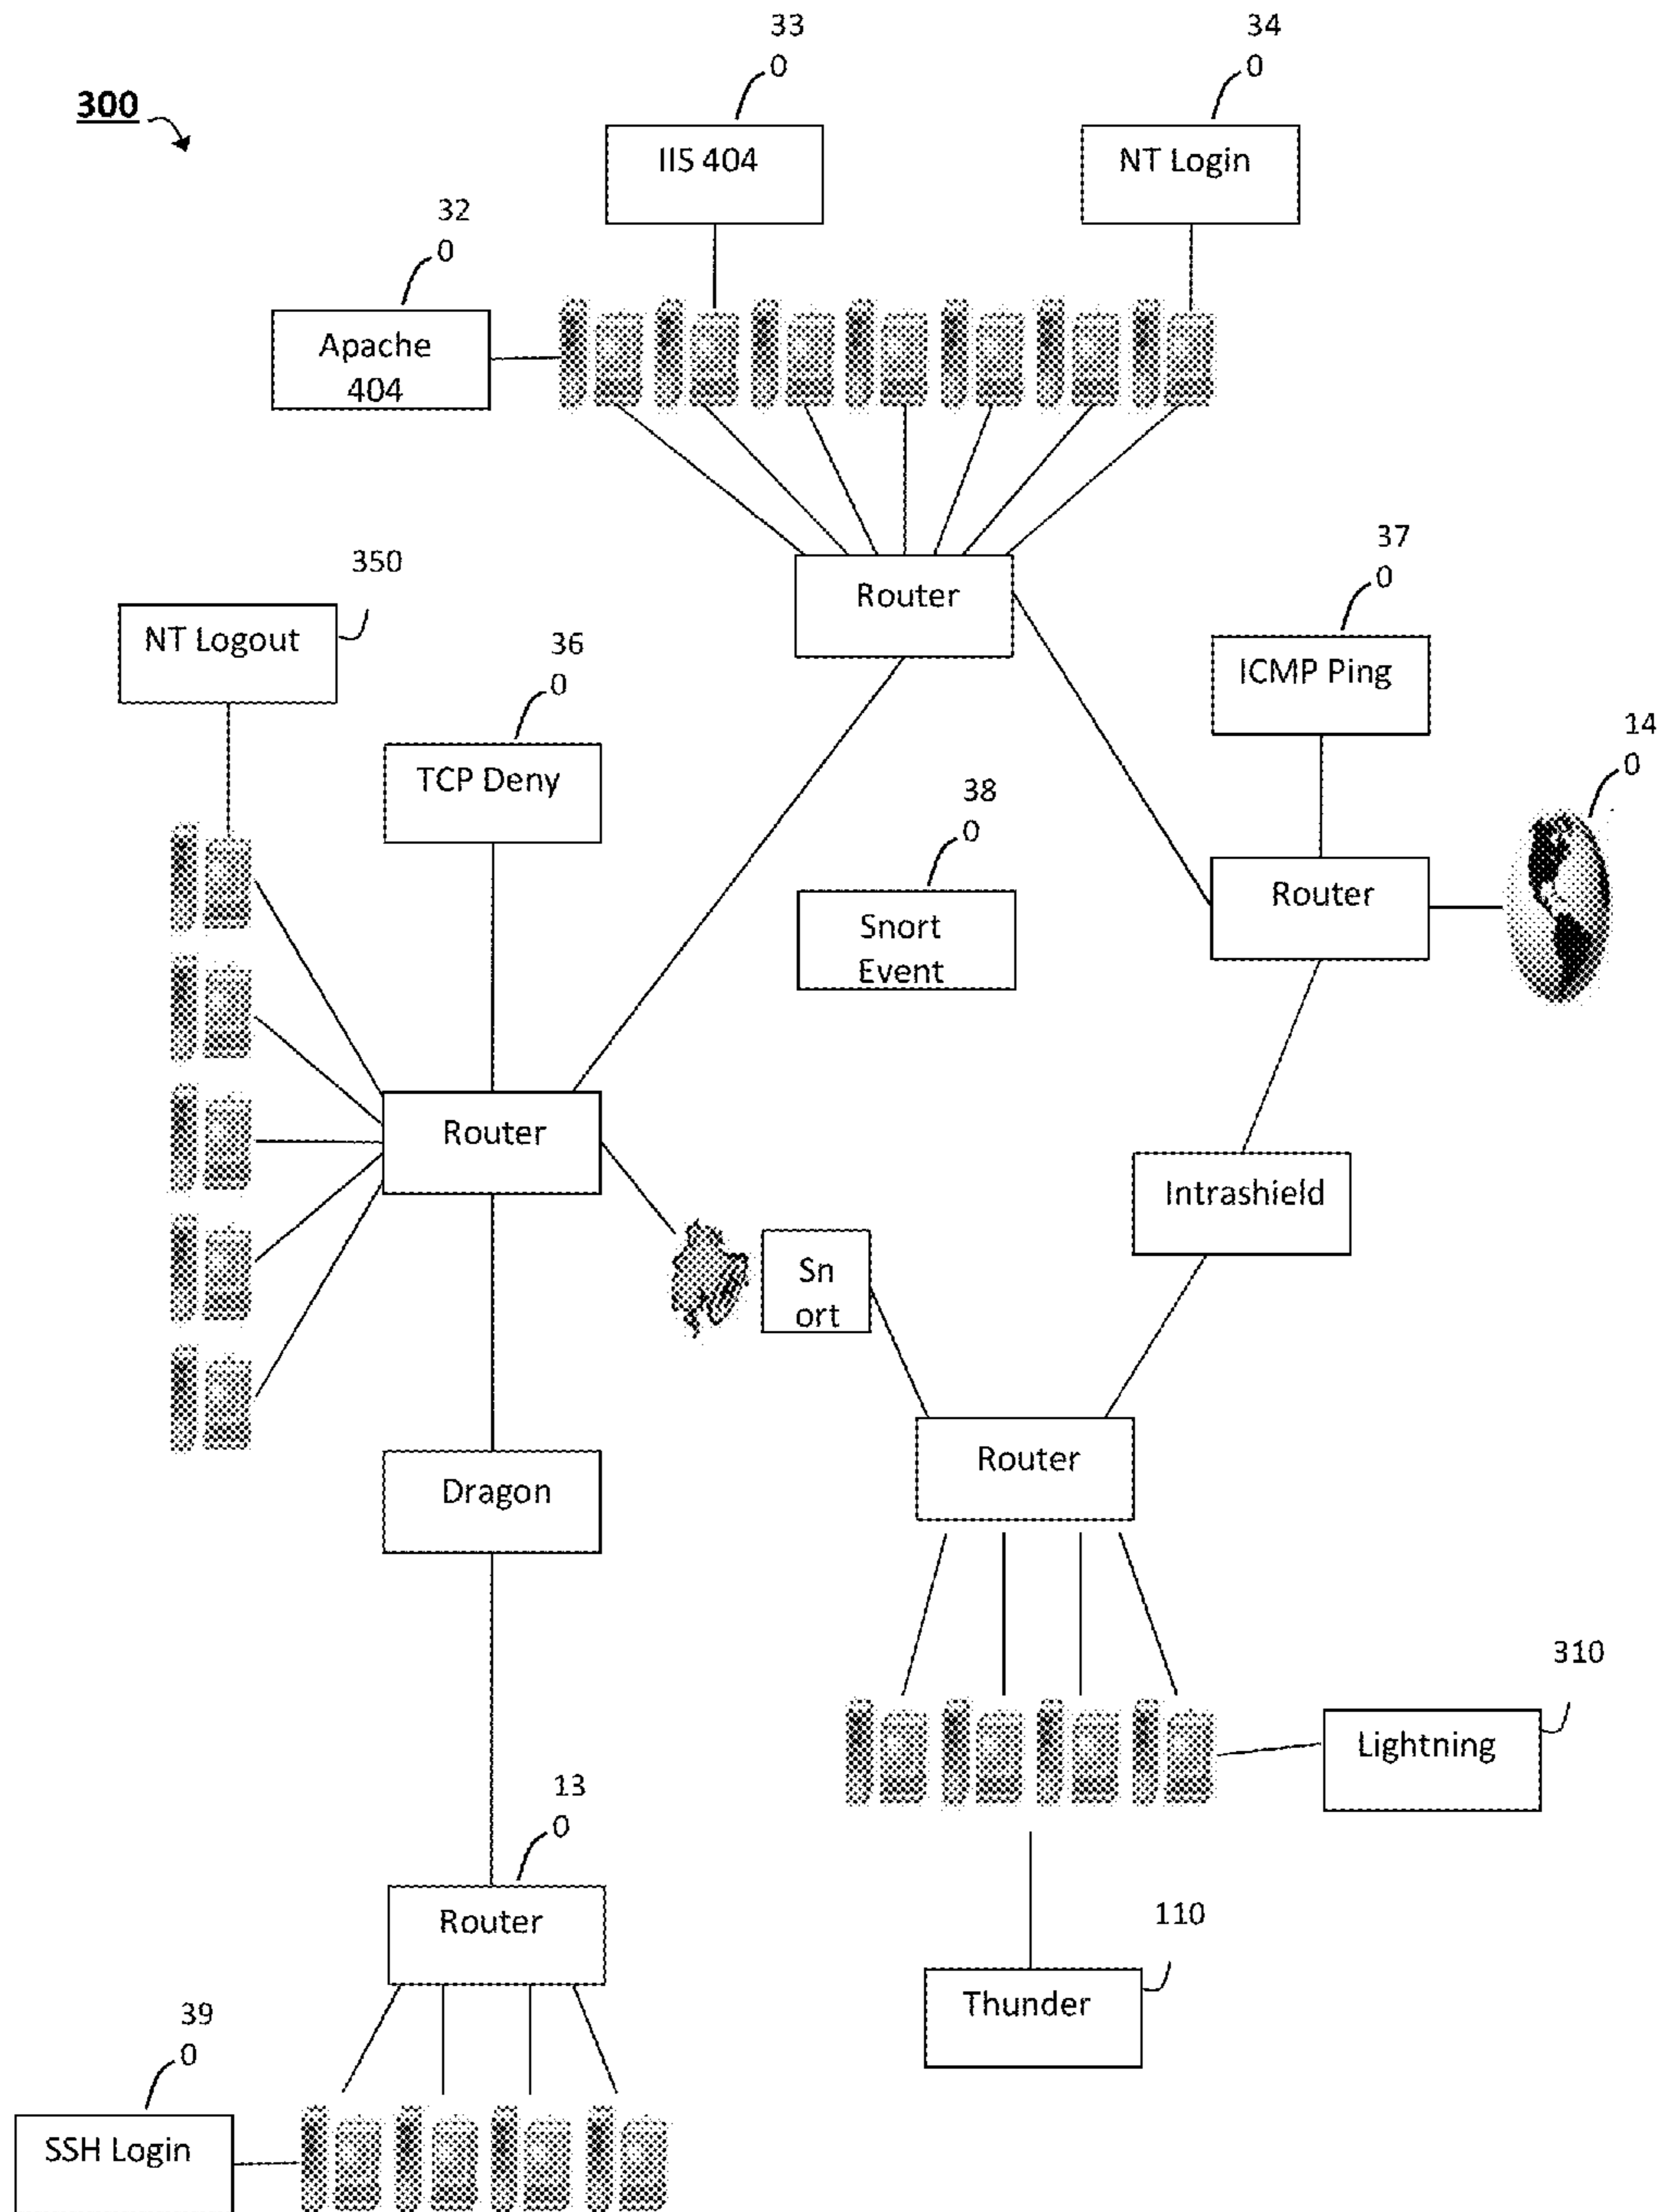 33
0
34
0
300
IIS 404
NT Login
32
0
Apache
404
37
0
350
Router
NT Logout
36
0
ICMP Ping
14
0
TCP Deny
38
0
Router
Snort
Event
Router
Intrashield
Sn
ort
Router
Dragon
310
Lightning
13
0
110
Router
Thunder
39
0
SSH Login